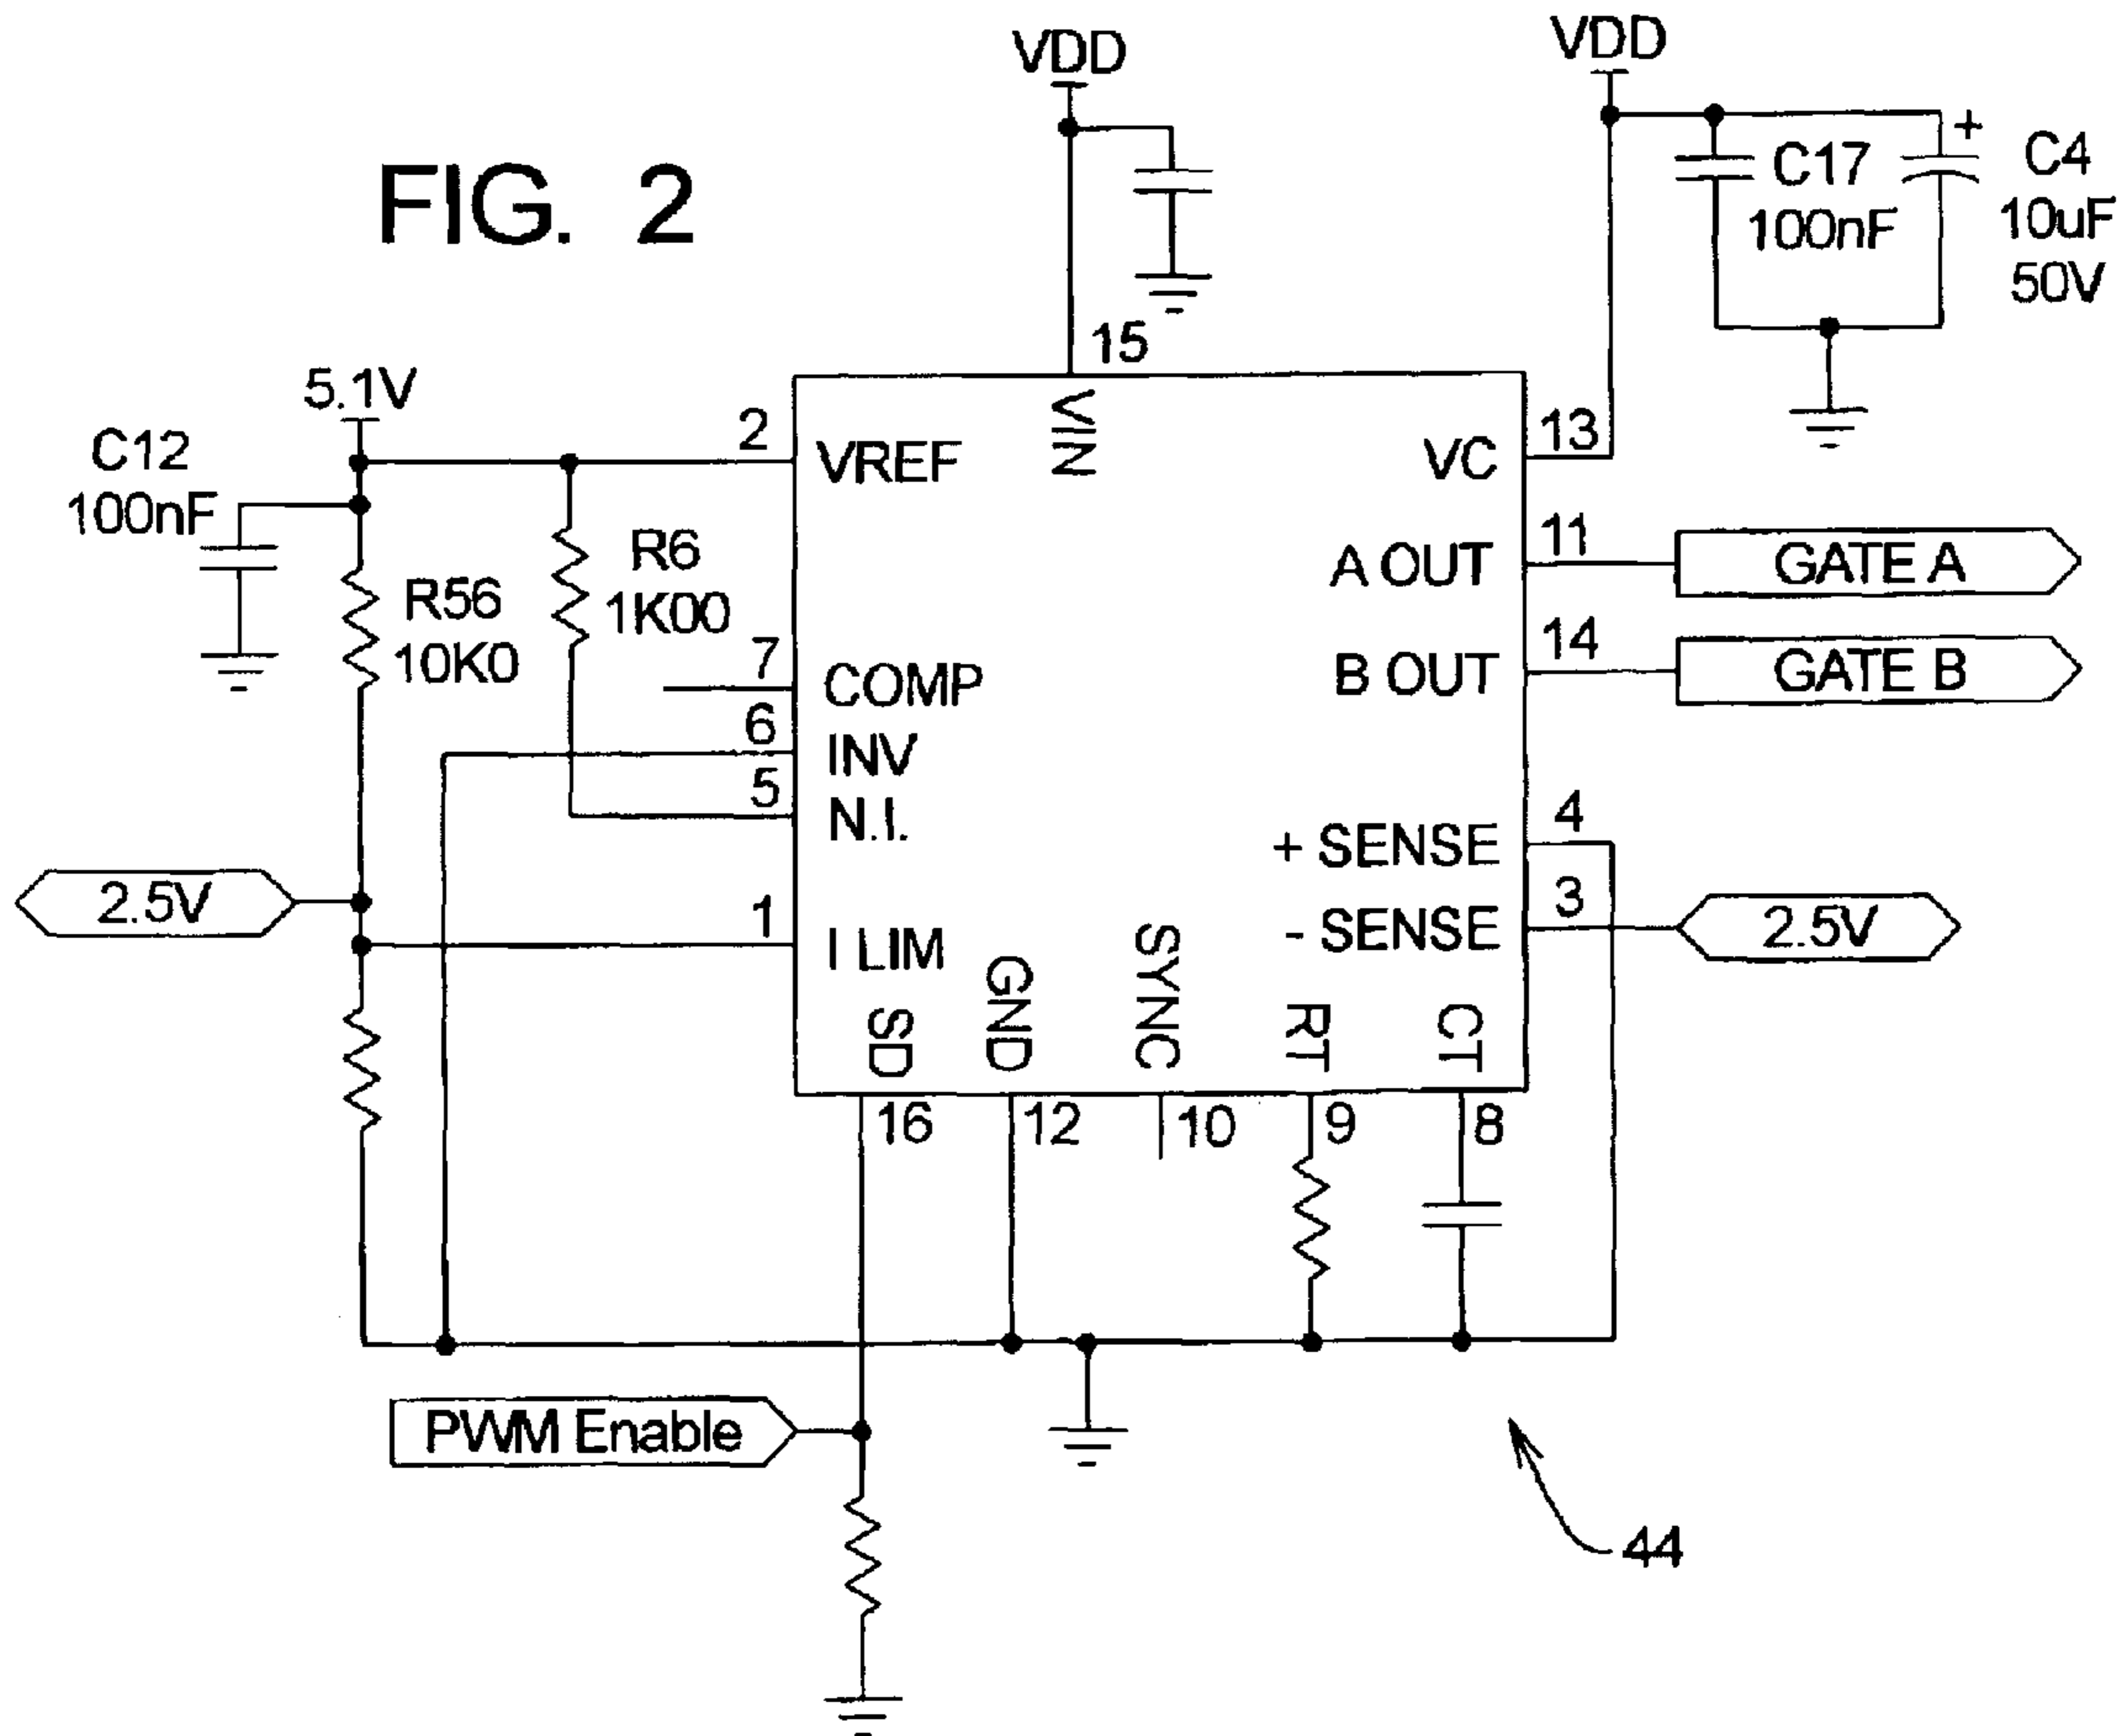 FIG. 2
VDD
VDD
C17
100nF
+
C4
10uF
50V
15
5.1V
C12
100nF
2
VREF
VIN
VC
13
R6
1K00
R56
10K0
A OUT
11
GATE A
7
COMP
B OUT
14
GATE B
6
INV
5
N.I.
+ SENSE
4
2.5V
1
I LIM
- SENSE
3
2.5V
SD
GND
SYNC
RT
CT
16
12
10
9
8
PWM Enable
44